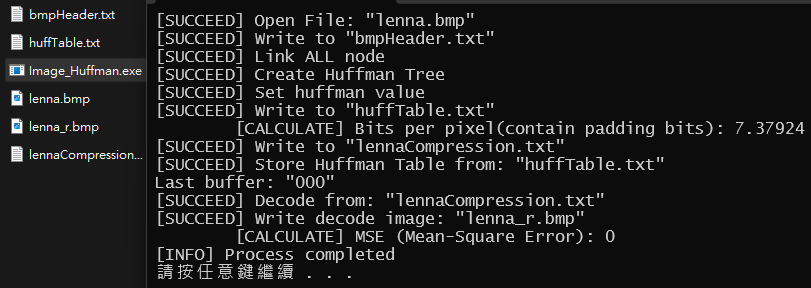 bmpHeader.txt
huffTable.txt
Image_Huffman.exe
lenna.bmp
lenna_r.bmp
lennaCompression...
[SUCCEED] Open File: "lenna.bmp"
[SUCCEED] Write to "bmpHeader.txt"
[SUCCEED] Link ALL node
[SUCCEED] Create Huffman Tree
[SUCCEED] Set huffman value
[SUCCEED] Write to "huffTable.txt"
[CALCULATE] Bits per pixel(contain padding bits): 7.37924
[SUCCEED] Write to "lennaCompression.txt"
[SUCCEED] Store Huffman Table from: "huffTable.txt"
Last buffer: "000"
[SUCCEED] Decode from: "lennaCompression.txt"
[SUCCEED] Write decode image: "lenna_r.bmp"
[CALCULATE] MSE (Mean-Square Error): 0
[INFO] Process completed
請按任意鍵繼續 . . .